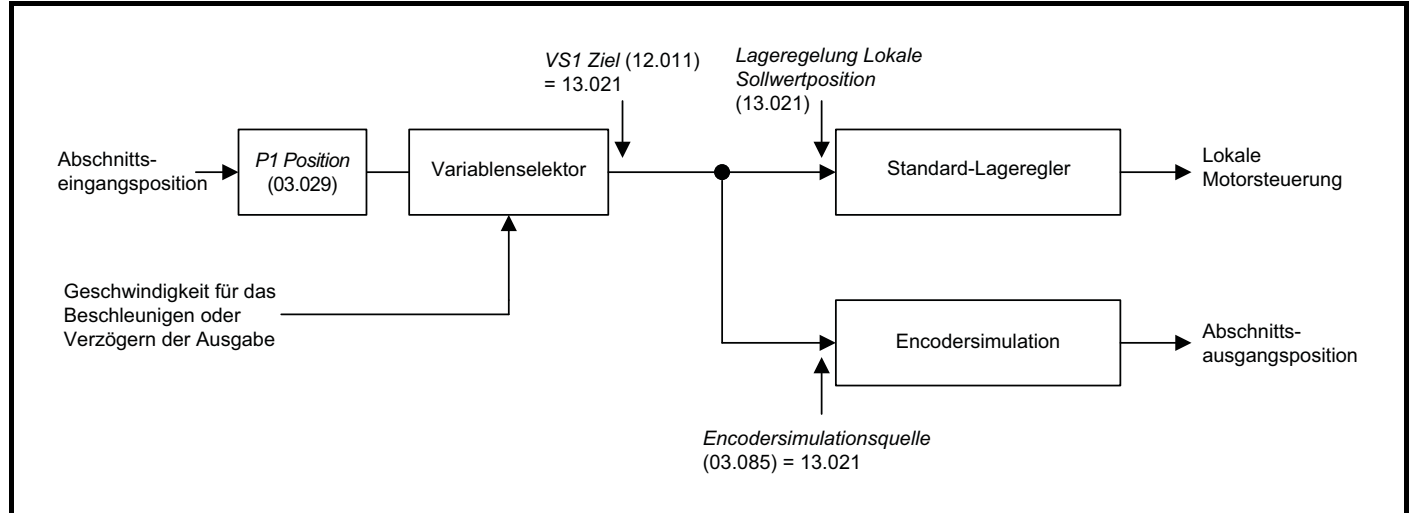 VS1 Ziel (12.011)
= 13.021
Lageregelung Lokale
Sollwertposition
(13.021)
Abschnitts-
eingangsposition
P1 Position
(03.029)
Variablenselektor
Standard-Lageregler
Lokale
Motorsteuerung
Geschwindigkeit für das
Beschleunigen oder
Verzögern der Ausgabe
Encodersimulation
Abschnitts-
ausgangsposition
Encodersimulationsquelle
(03.085) = 13.021